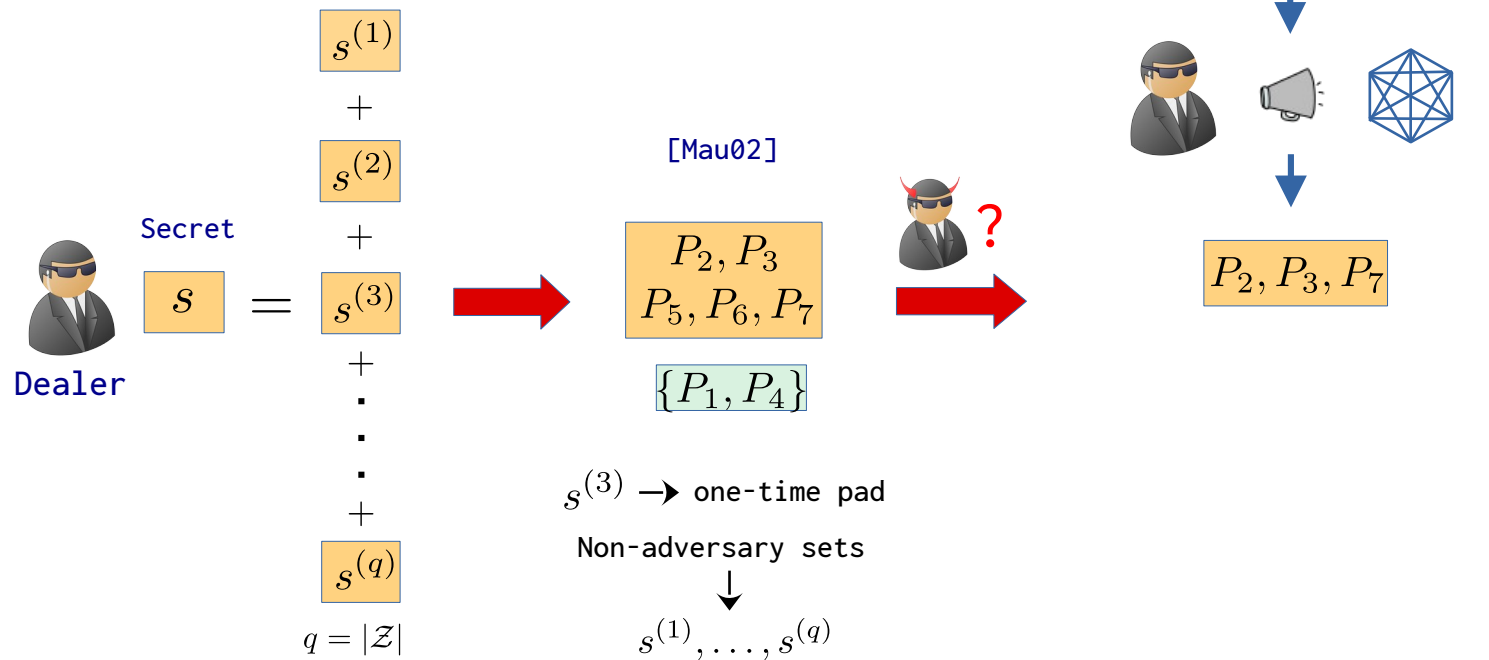 s^{(1)}
+
s^{(2)}
+
Secret
s = s^{(3)}
+
.
.
.
+
s^{(q)}
q = |𝒵|
Dealer
[Mau02]
P_2, P_3
P_5, P_6, P_7
{P_1, P_4}
s^{(3)} → one-time pad
Non-adversary sets
↓
s^{(1)}, ..., s^{(q)}
?
P_2, P_3, P_7